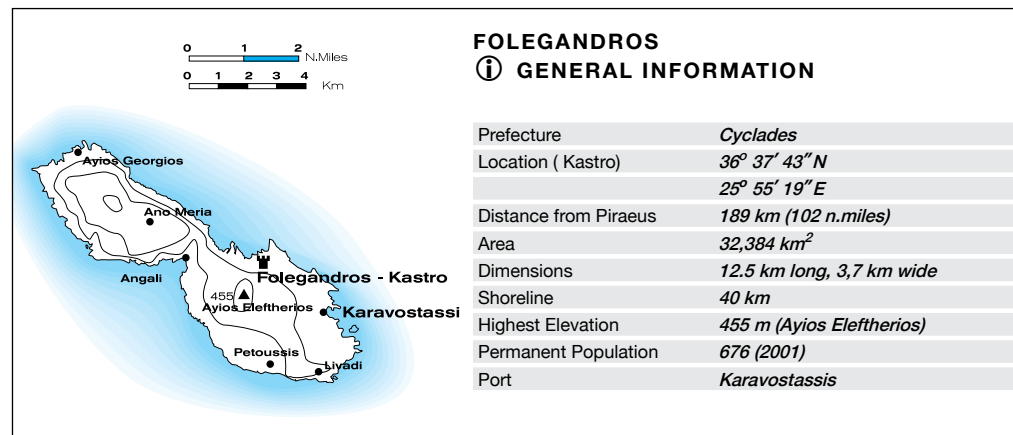 FOLEGANDROS
ⓘ GENERAL INFORMATION
0 1 2
N.Miles
0 1 2 3 4
Km
Ayios Georgios
Ano Meria
Angali
Folegandros - Kastro
455
Ayios Eleftherios
Karavostassi
Petoussis
Livadi
Prefecture Cyclades
Location ( Kastro) 36° 37′ 43″ N
25° 55′ 19″ E
Distance from Piraeus 189 km (102 n.miles)
Area 32,384 km²
Dimensions 12.5 km long, 3,7 km wide
Shoreline 40 km
Highest Elevation 455 m (Ayios Eleftherios)
Permanent Population 676 (2001)
Port Karavostassis